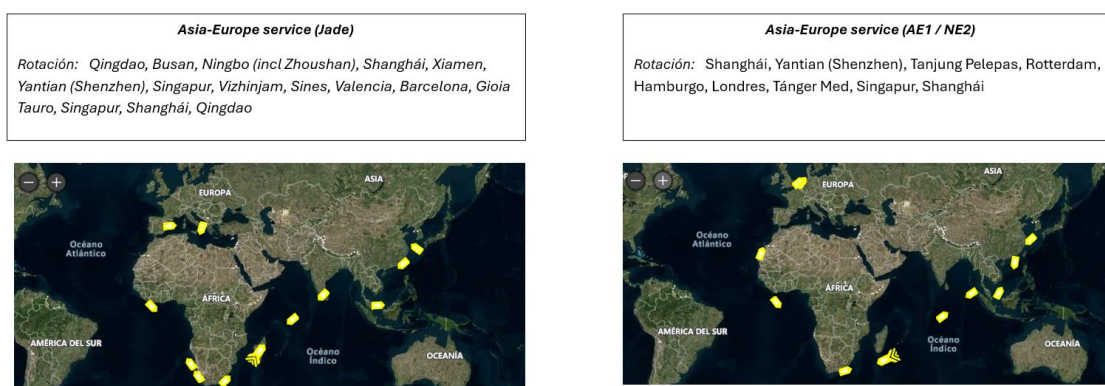 Asia-Europe service (Jade)
Rotación: Qingdao, Busan, Ningbo (incl Zhoushan), Shanghái, Xiamen,
Yantian (Shenzhen), Singapur, Vizhinjam, Sines, Valencia, Barcelona, Gioia
Tauro, Singapur, Shanghái, Qingdao
Asia-Europe service (AE1 / NE2)
Rotación: Shanghái, Yantian (Shenzhen), Tanjung Pelepas, Rotterdam,
Hamburgo, Londres, Tánger Med, Singapur, Shanghái
ASIA
EUROPA
Océano
Atlántico
ÁFRICA
AMÉRICA DEL SUR
Océano
Índico
OCEANÍA
ASIA
EUROPA
Océano
Atlántico
ÁFRICA
AMÉRICA DEL SUR
Océano
Índico
OCEANÍA